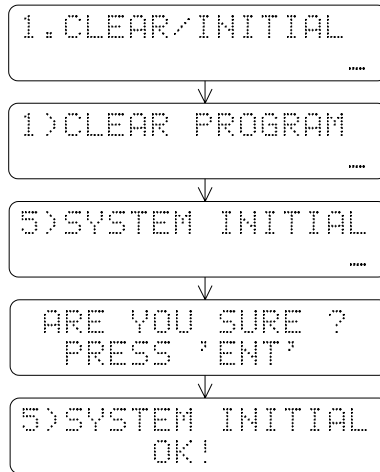 1.CLEAR/INITIAL
.....
1)CLEAR PROGRAM
.....
5)SYSTEM INITIAL
.....
ARE YOU SURE ?
PRESS 'ENT'
5)SYSTEM INITIAL
OK!